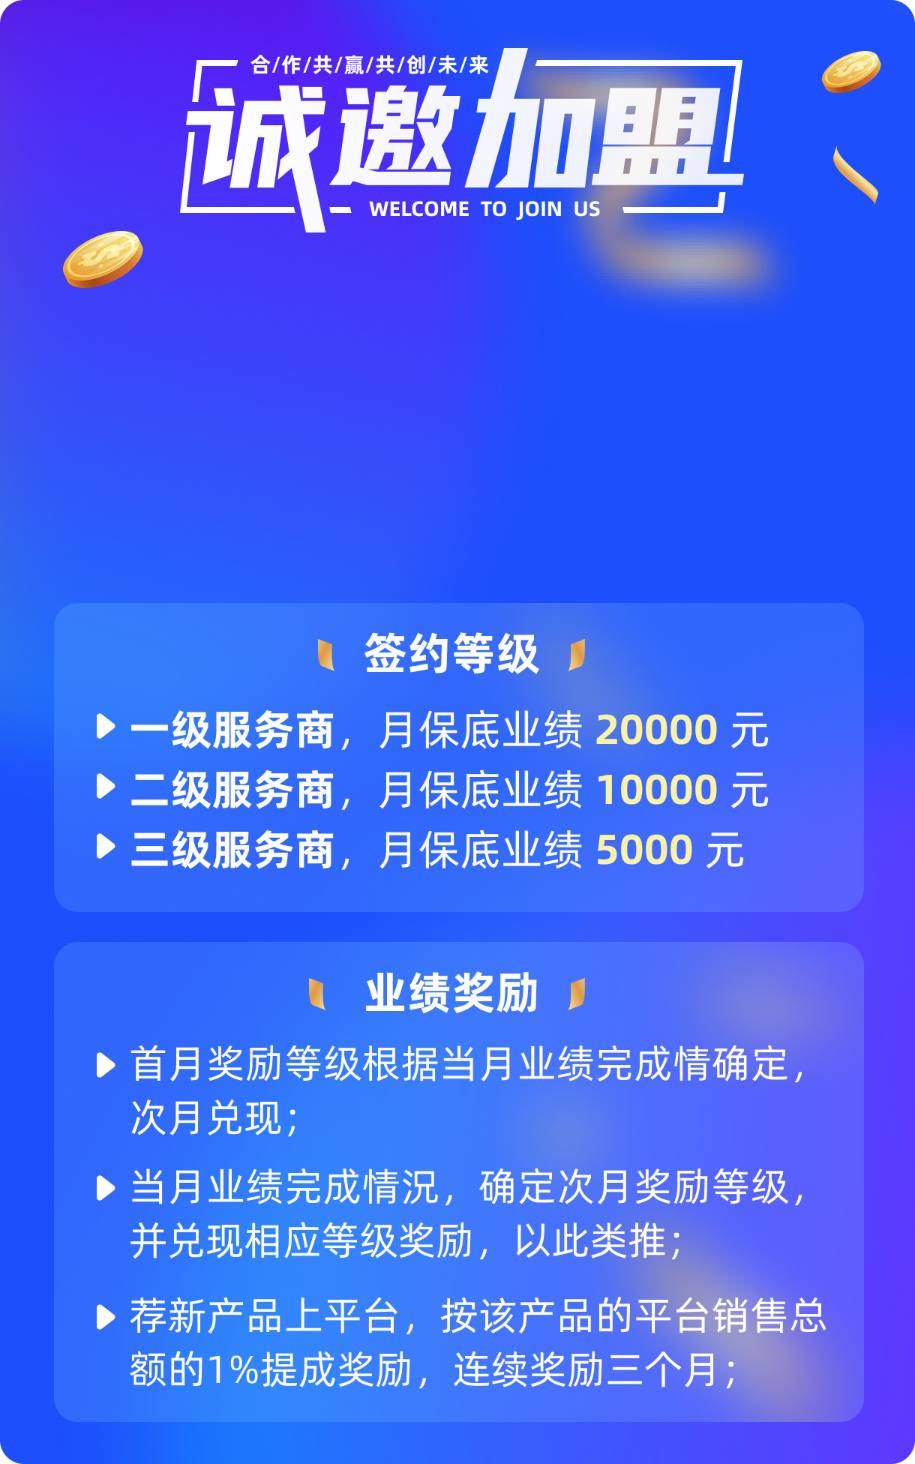 合/作/共/赢/共/创/未/来
诚邀加盟
WELCOME TO JOIN US
签约等级
一级服务商，月保底业绩 20000 元
二级服务商，月保底业绩 10000 元
三级服务商，月保底业绩 5000 元
业绩奖励
首月奖励等级根据当月业绩完成情确定，
次月兑现；
当月业绩完成情況，确定次月奖励等级，
并兑现相应等级奖励，以此类推；
荐新产品上平台，按该产品的平台销售总
额的1%提成奖励，连续奖励三个月；